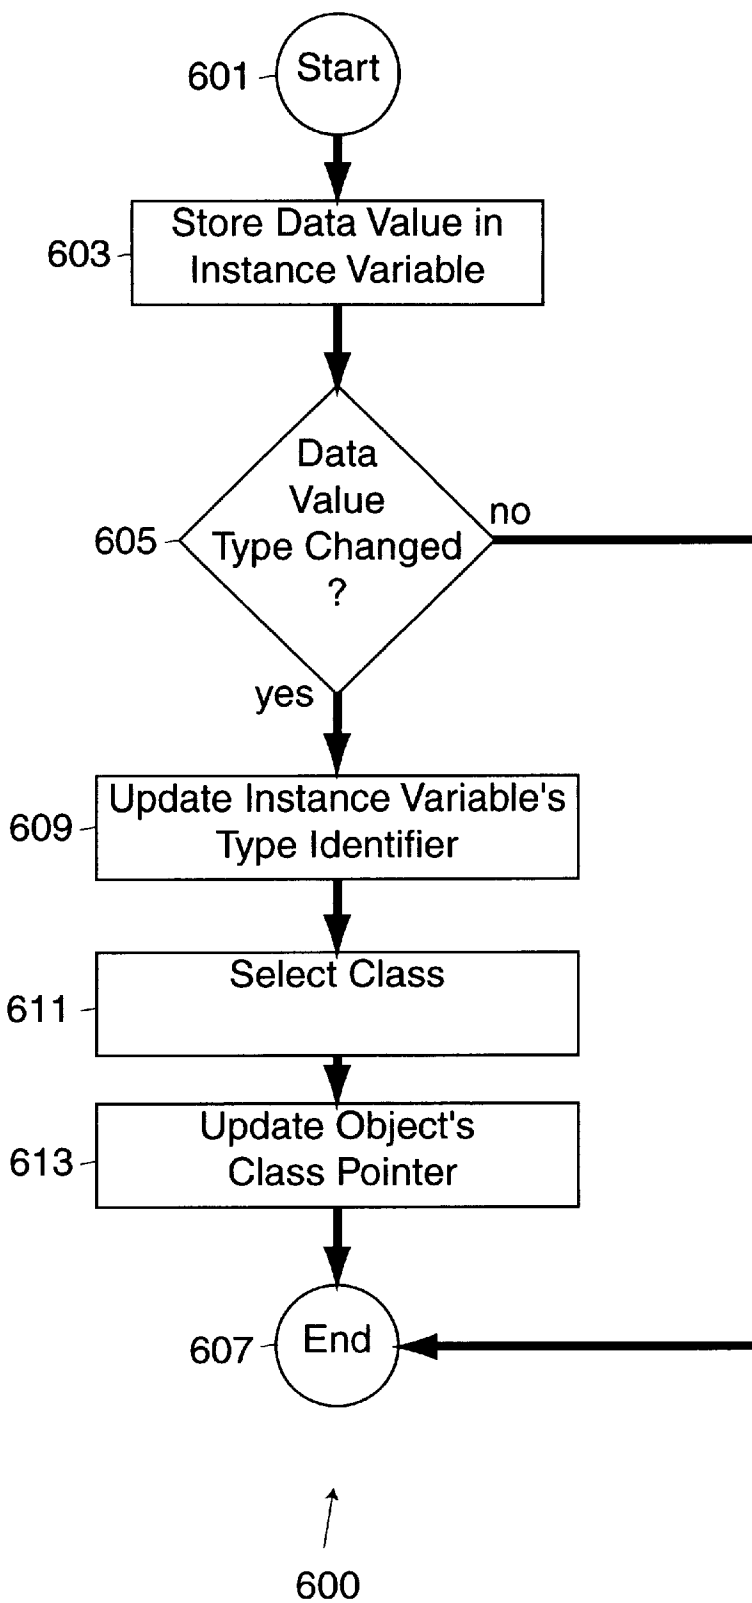 601
Start
603
Store Data Value in
Instance Variable
605
Data
Value
Type Changed
?
no
yes
609
Update Instance Variable's
Type Identifier
611
Select Class
613
Update Object's
Class Pointer
607
End
600